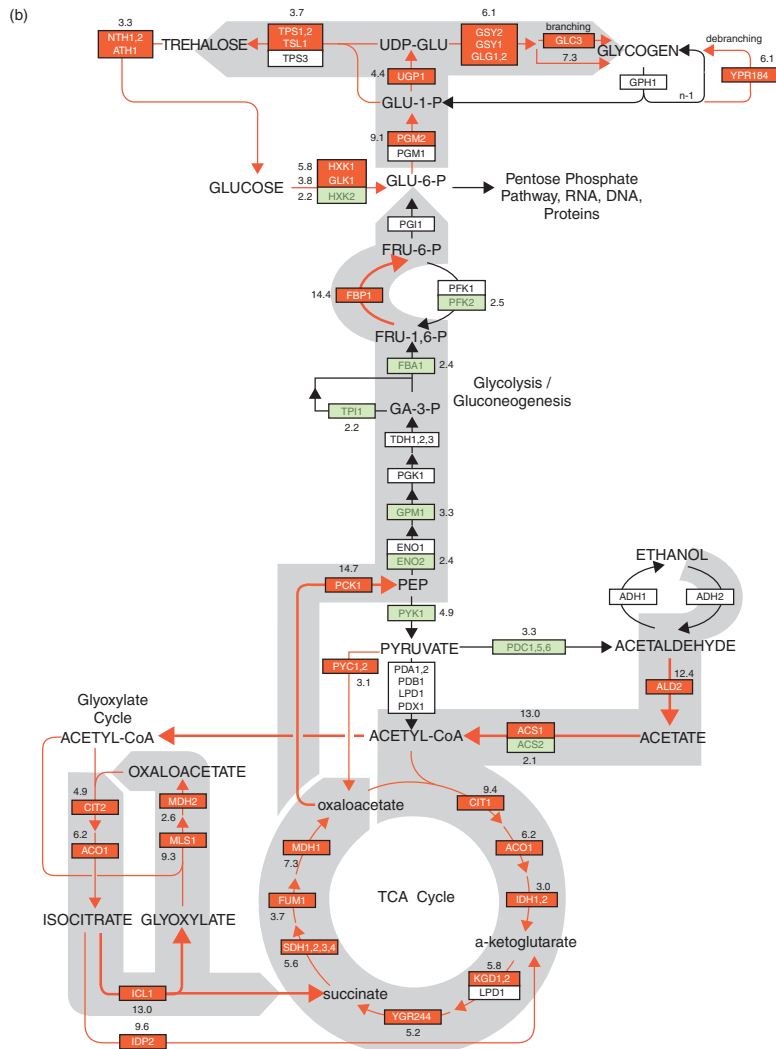 (b)
3.3
NTH1,2
ATH1
TREHALOSE
3.7
TPS1,2
TSL1
TPS3
UDP-GLU
6.1
GSY2
GSY1
GLG1,2
branching
GLC3
7.3
GLYCOGEN
debranching
6.1
YPR184
GPH1
n-1
4.4
UGP1
GLU-1-P
9.1
PGM2
PGM1
GLUCOSE
5.8
3.8
2.2
HXK1
GLK1
HXK2
GLU-6-P
Pentose Phosphate
Pathway, RNA, DNA,
Proteins
PGI1
FRU-6-P
14.4
FBP1
PFK1
PFK2
2.5
FRU-1,6-P
FBA1
2.4
Glycolysis /
Gluconeogenesis
TPI1
2.2
GA-3-P
TDH1,2,3
PGK1
GPM1
3.3
ENO1
ENO2
2.4
14.7
PCK1
PEP
PYK1
4.9
ETHANOL
ADH1
ADH2
PYRUVATE
3.3
PDC1,5,6
ACETALDEHYDE
PYC1,2
3.1
PDA1,2
PDB1
LPD1
PDX1
12.4
ALD2
Glyoxylate
Cycle
ACETYL-CoA
ACETYL-CoA
13.0
ACS1
ACS2
2.1
ACETATE
OXALOACETATE
4.9
CIT2
MDH2
2.6
6.2
ACO1
MLS1
9.3
oxaloacetate
9.4
CIT1
MDH1
7.3
6.2
ACO1
TCA Cycle
FUM1
3.7
3.0
IDH1,2
ISOCITRATE
GLYOXYLATE
a-ketoglutarate
SDH1,2,3,4
5.6
5.8
KGD1,2
LPD1
ICL1
13.0
succinate
YGR244
5.2
9.6
IDP2